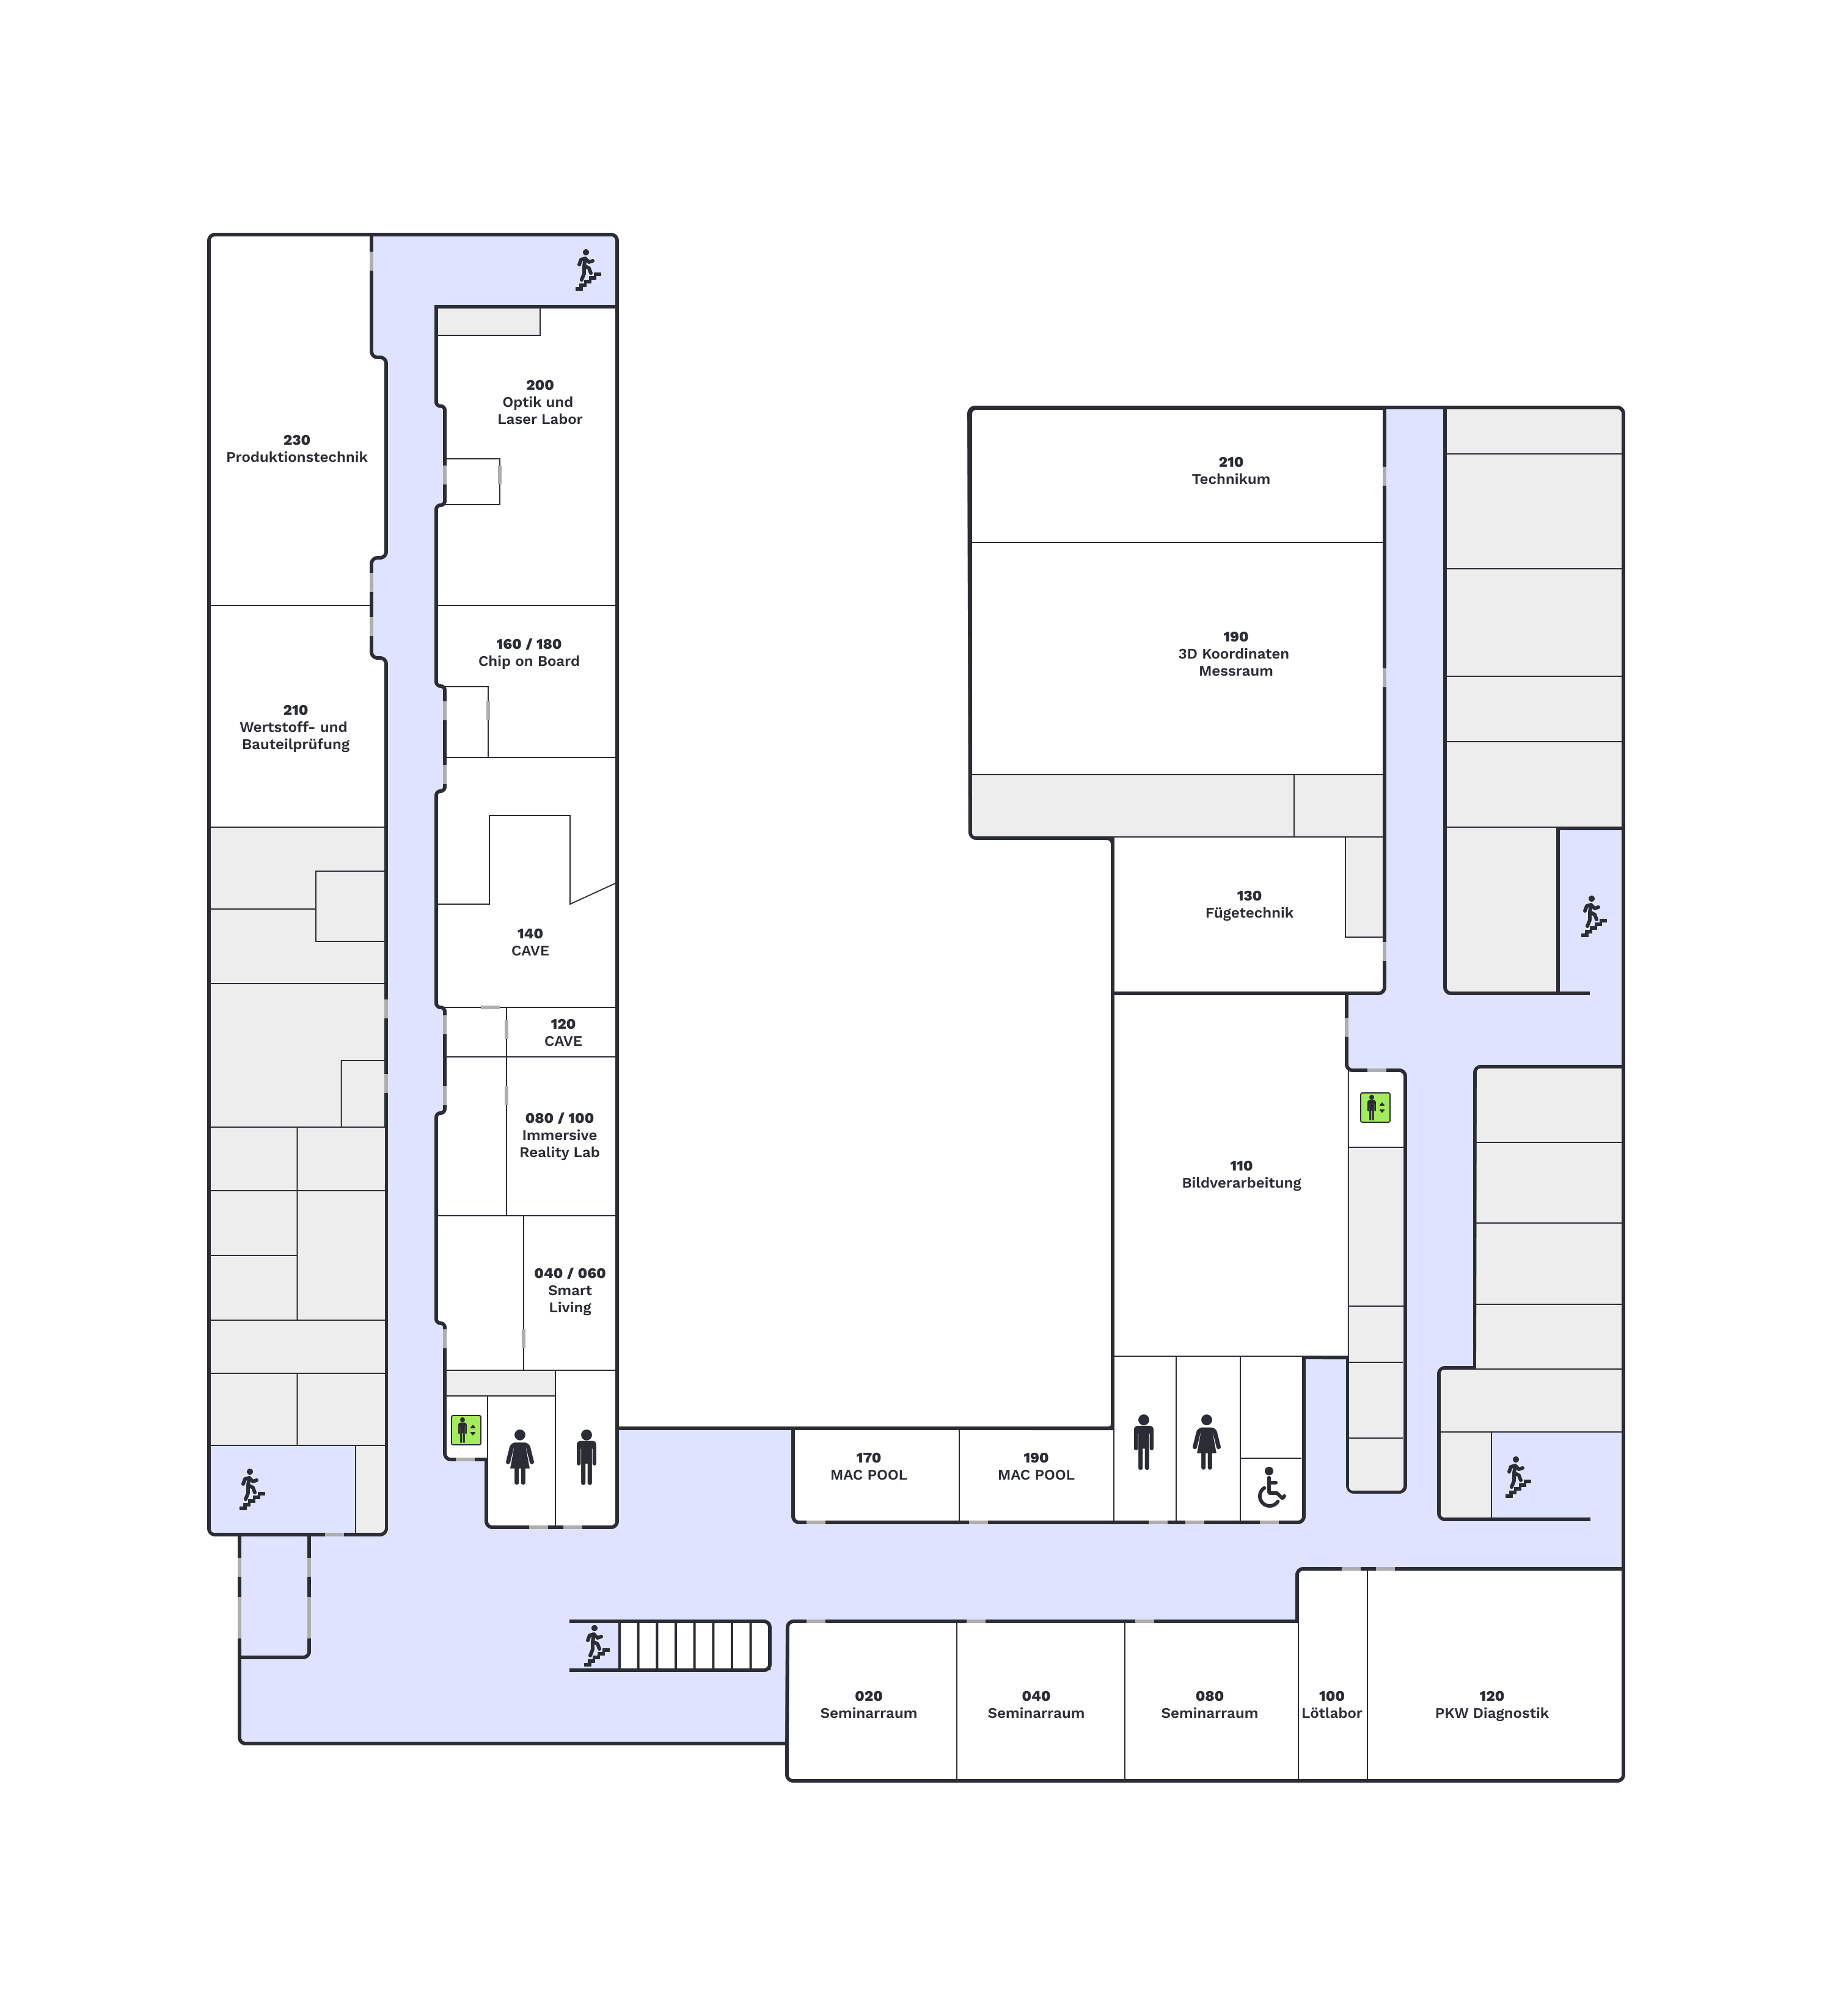 230
Produktionstechnik
200
Optik und
Laser Labor
160 / 180
Chip on Board
210
Wertstoff- und
Bauteilprüfung
140
CAVE
120
CAVE
080 / 100
Immersive
Reality Lab
040 / 060
Smart
Living
210
Technikum
190
3D Koordinaten
Messraum
130
Fügetechnik
110
Bildverarbeitung
170
MAC POOL
190
MAC POOL
020
Seminarraum
040
Seminarraum
080
Seminarraum
100
Lötlabor
120
PKW Diagnostik